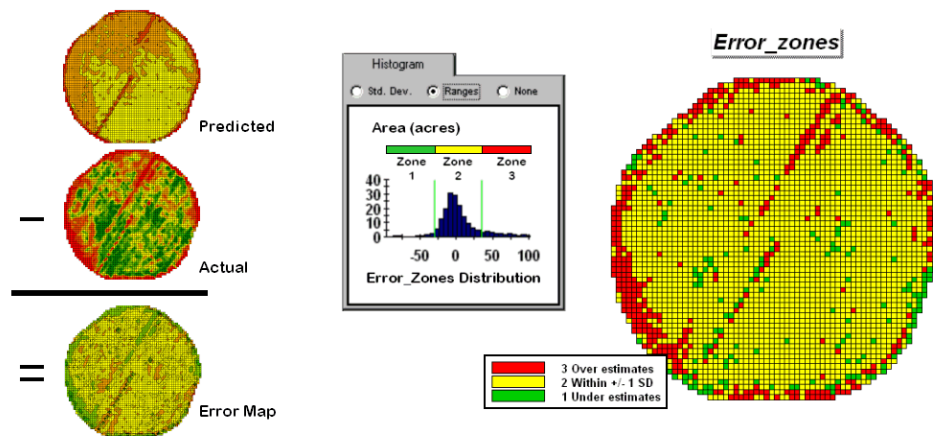 Predicted
−
Actual
=
Error Map
Histogram
Std. Dev.
Ranges
None
Area (acres)
Zone 1
Zone 2
Zone 3
40
30
20
10
0
-50 0 50 100
Error_Zones Distribution
Error_zones
3 Over estimates
2 Within +/- 1 SD
1 Under estimates